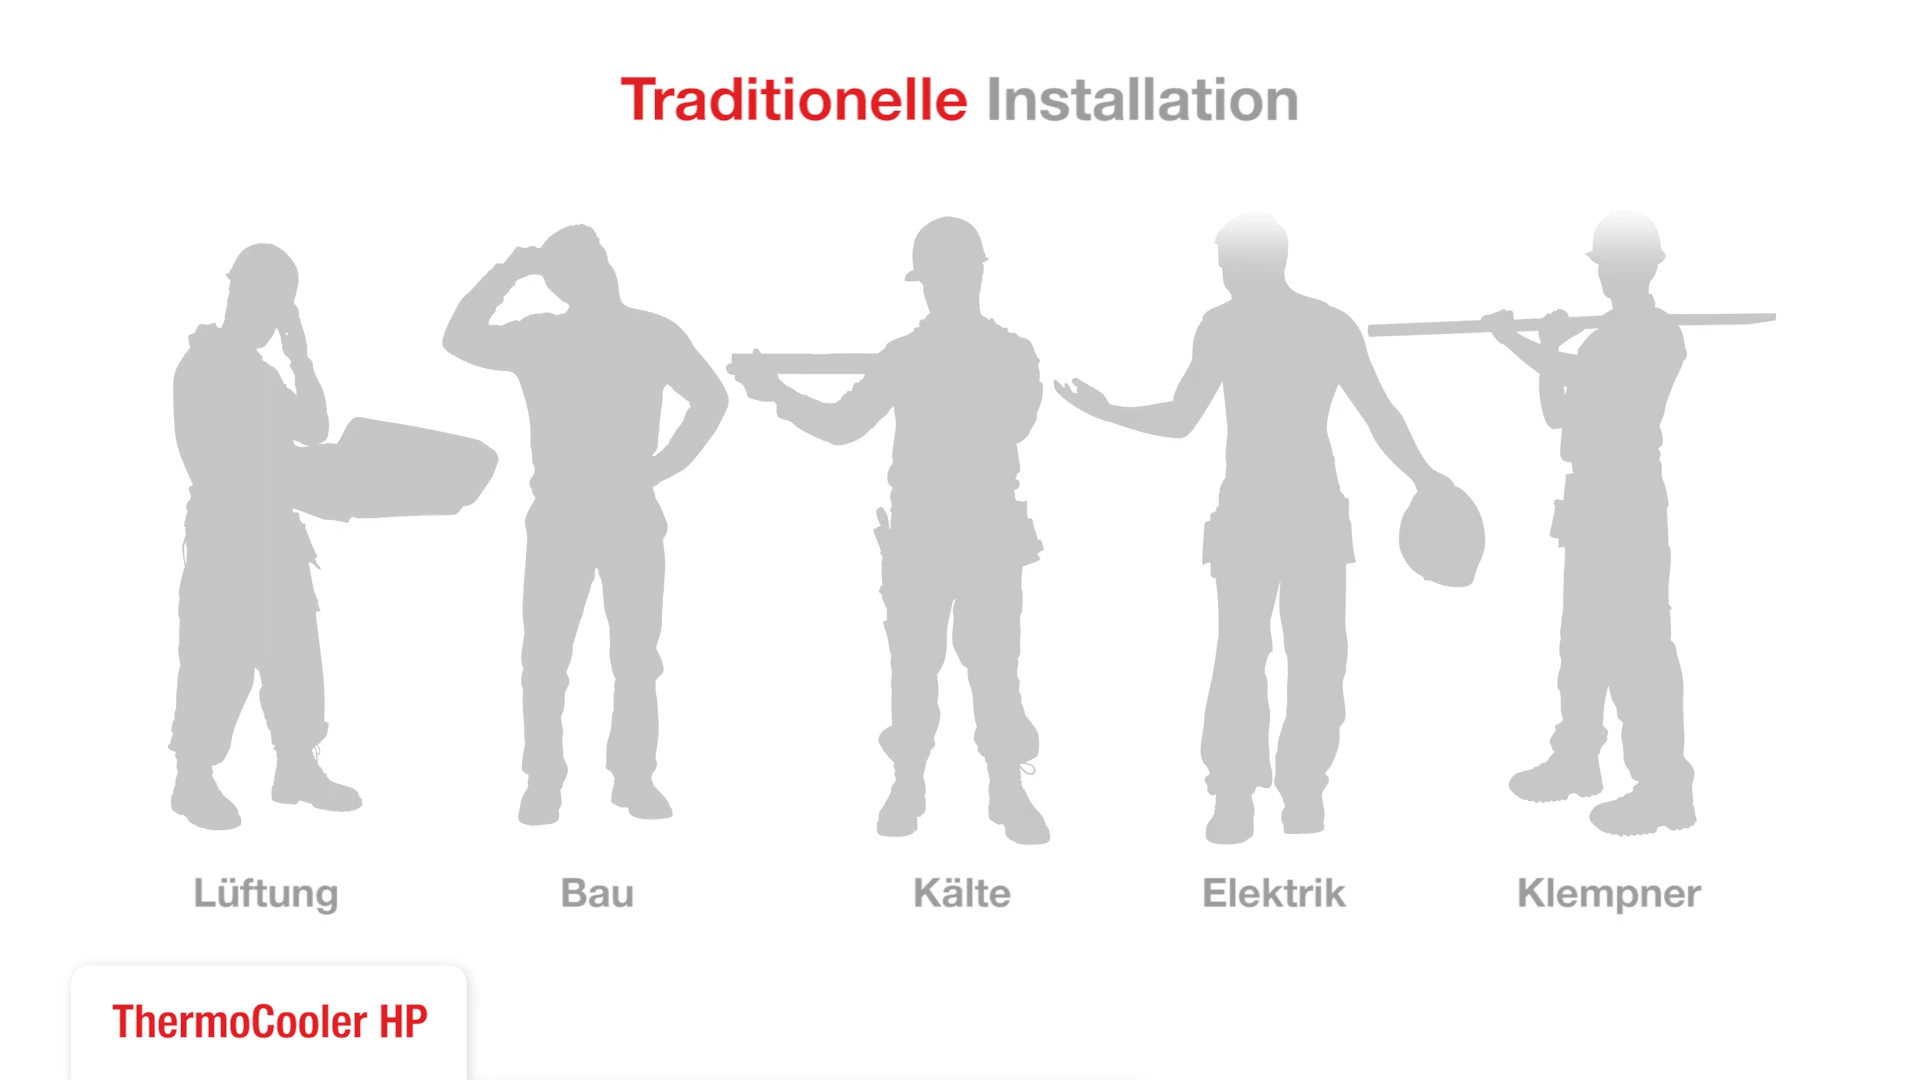 Traditionelle Installation
Lüftung
Bau
Kälte
Elektrik
Klempner
ThermoCooler HP